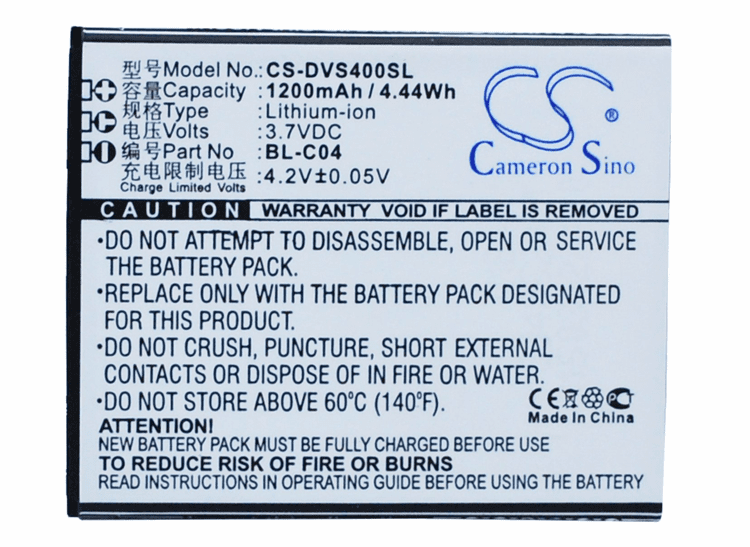 型号Model No.: CS-DVS400SL
容量Capacity: 1200mAh / 4.44Wh
规格Type: Lithium-ion
电压Volts: 3.7VDC
编号Part No : BL-C04
充电限制电压: 4.2V±0.05V
Charge Limited Volts
CS
®
Cameron Sino
CAUTION WARRANTY VOID IF LABEL IS REMOVED
•DO NOT ATTEMPT TO DISASSEMBLE, OPEN OR SERVICE
THE BATTERY PACK.
•REPLACE WITH THE BATTERY PACK DESIGNATED
FOR THIS PRODUCT.
•DO NOT CRUSH, PUNCTURE, SHORT EXTERNAL
CONTACTS OR DISPOSE OF IN FIRE OR WATER.
•DO NOT STORE ABOVE 60°C (140°F).
CE
Made In China
ATTENTION:
NEW BATTERY PACK MUST BE FULLY CHARGED BEFORE USE
TO REDUCE RISK OF FIRE OR BURNS
READ OPERATING GUIDE CAREFULLY BEFORE OPERATION